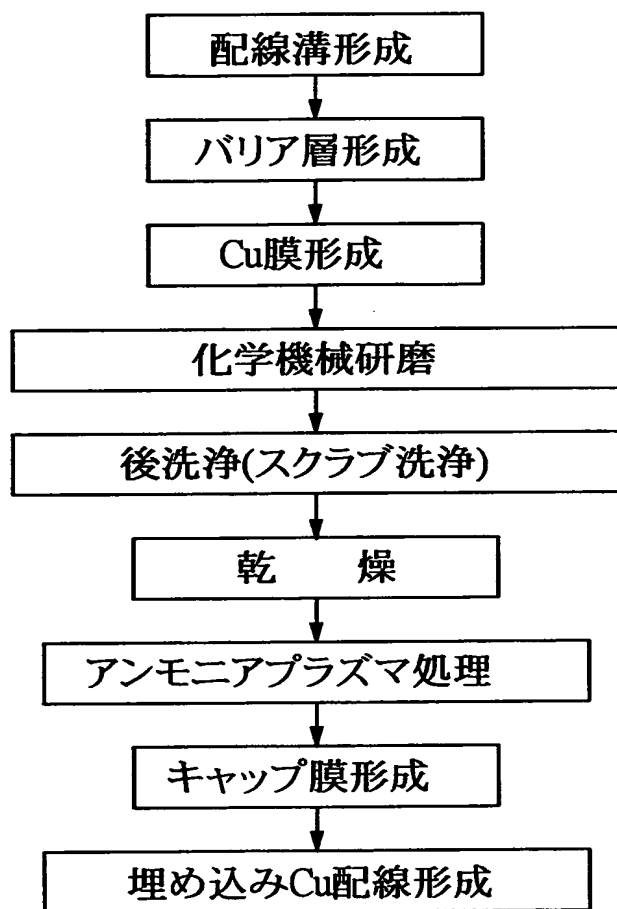 配線溝形成
バリア層形成
Cu膜形成
化学機械研磨
後洗浄(スクラブ洗浄)
乾　　燥
アンモニアプラズマ処理
キャップ膜形成
埋め込みCu配線形成